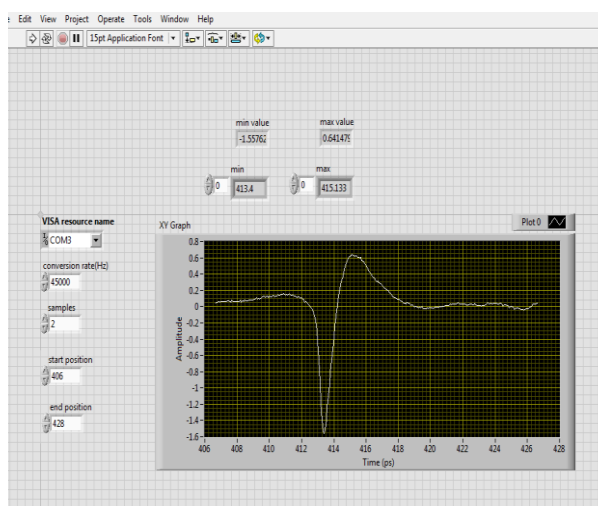 Edit View Project Operate Tools Window Help
15pt Application Font
min value
max value
-1.55762
0.641479
min
max
0
413.4
0
415.133
VISA resource name
COM3
conversion rate(Hz)
45000
samples
2
start position
406
end position
428
XY Graph
Plot 0
Amplitude
0.8
0.6
0.4
0.2
0
-0.2
-0.4
-0.6
-0.8
-1
-1.2
-1.4
-1.6
406 408 410 412 414 416 418 420 422 424 426 428
Time (ps)